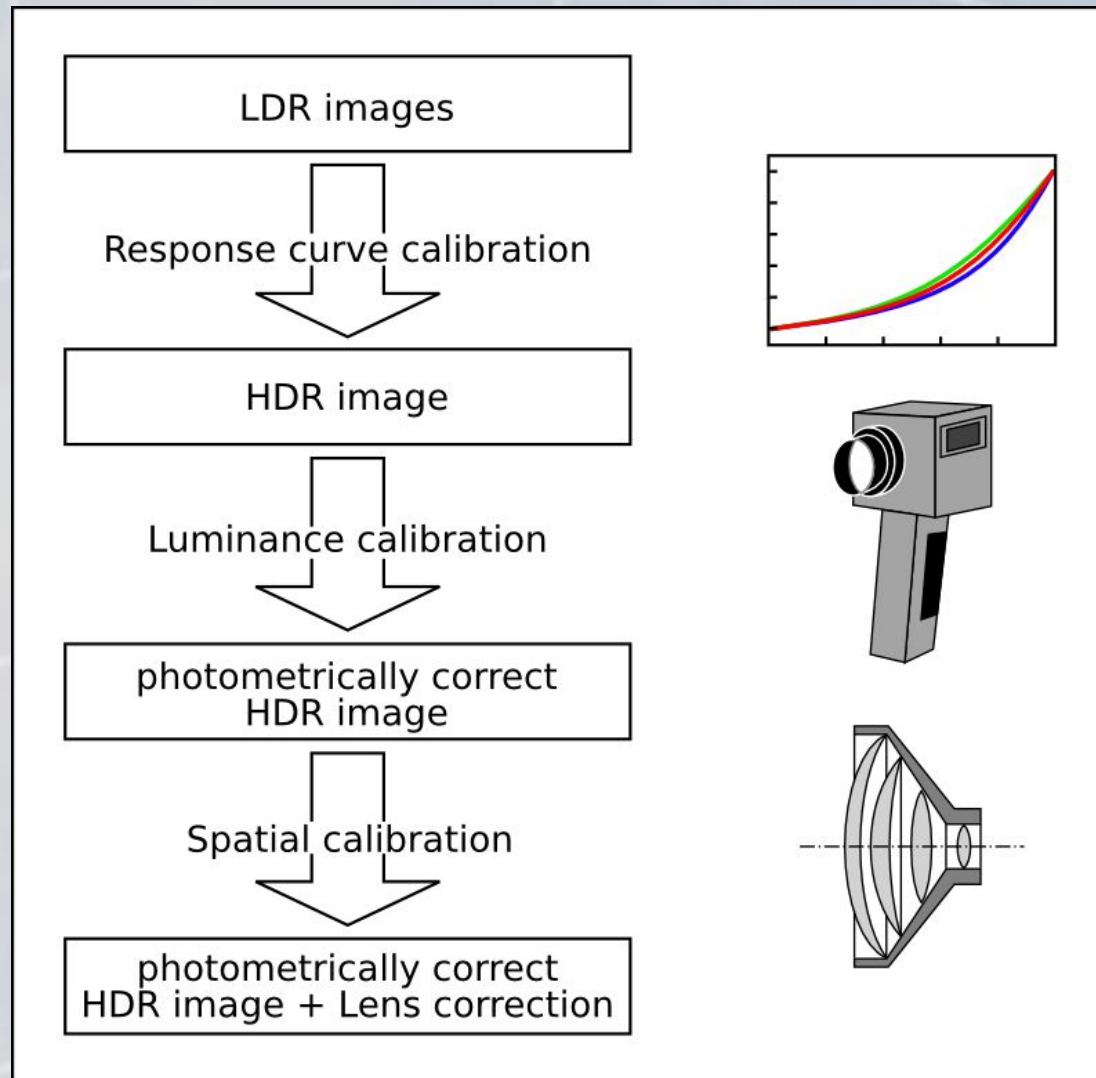 LDR images
Response curve calibration
HDR image
Luminance calibration
photometrically correct
HDR image
Spatial calibration
photometrically correct
HDR image + Lens correction